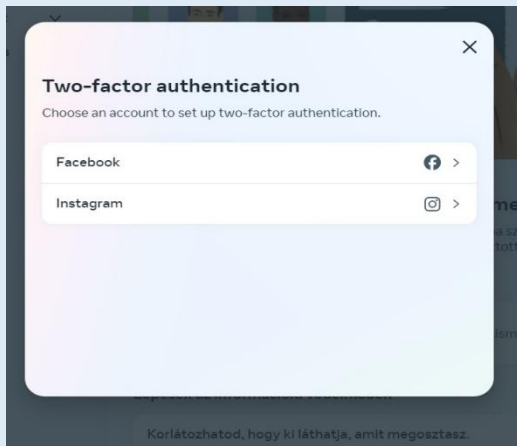 Two-factor authentication
Choose an account to set up two-factor authentication.
Facebook
Instagram
Korlátozhatod, hogy ki láthatja, amit megosztasz.